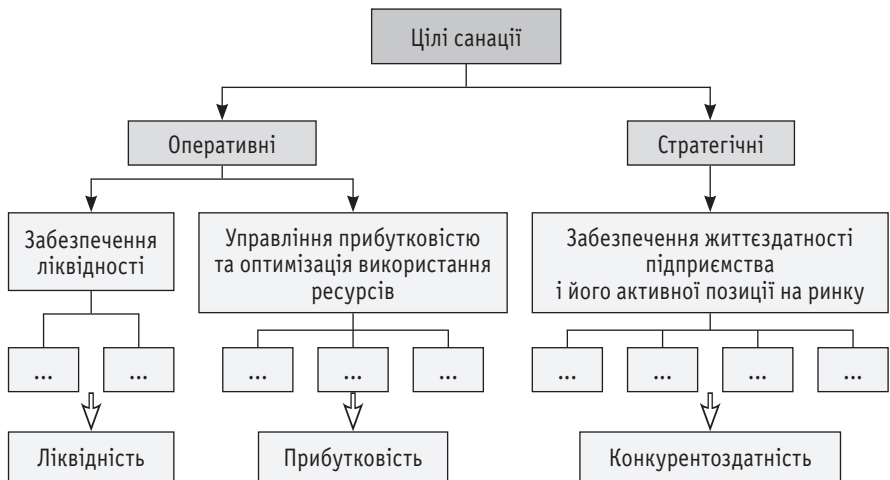 Цілі санації
Оперативні
Стратегічні
Забезпечення
ліквідності
Управління прибутковістю
та оптимізація використання
ресурсів
Забезпечення життєздатності
підприємства
і його активної позиції на ринку
... ... ... ... ... ... ... ... ...
Ліквідність
Прибутковість
Конкурентоздатність